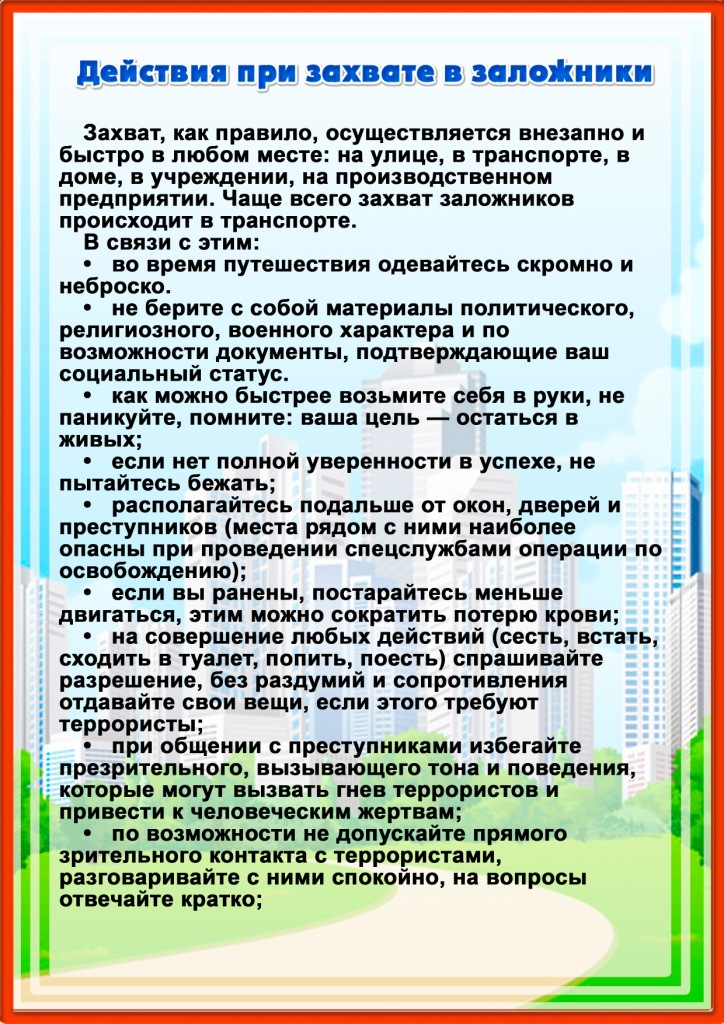 Действия при захвате в заложники
Захват, как правило, осуществляется внезапно и
быстро в любом месте: на улице, в транспорте, в
доме, в учреждении, на производственном
предприятии. Чаще всего захват заложников
происходит в транспорте.
В связи с этим:
• во время путешествия одевайтесь скромно и
неброско.
• не берите с собой материалы политического,
религиозного, военного характера и по
возможности документы, подтверждающие ваш
социальный статус.
• как можно быстрее возьмите себя в руки, не
паникуйте, помните: ваша цель — остаться в
живых;
• если нет полной уверенности в успехе, не
пытайтесь бежать;
• располагайтесь подальше от окон, дверей и
преступников (места рядом с ними наиболее
опасны при проведении спецслужбами операции по
освобождению);
• если вы ранены, постарайтесь меньше
двигаться, этим можно сократить потерю крови;
• на совершение любых действий (сесть, встать,
сходить в туалет, попить, поесть) спрашивайте
разрешение, без раздумий и сопротивления
отдавайте свои вещи, если этого требуют
террористы;
• при общении с преступниками избегайте
презрительного, вызывающего тона и поведения,
которые могут вызвать гнев террористов и
привести к человеческим жертвам;
• по возможности не допускайте прямого
зрительного контакта с террористами,
разговаривайте с ними спокойно, на вопросы
отвечайте кратко;